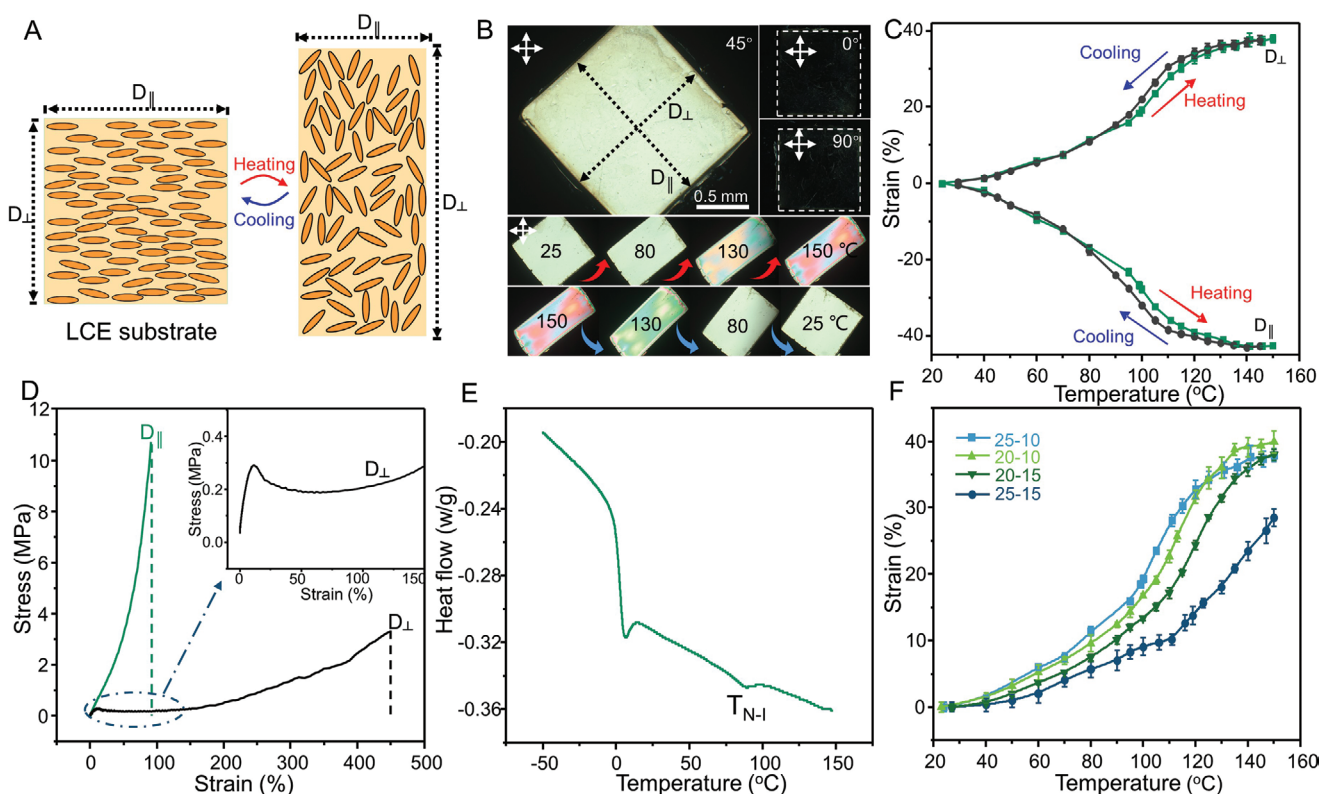 A
D∥
D∥
D⊥
Heating
Cooling
D⊥
LCE substrate
B
45°
D⊥
D∥
0.5 mm
0°
90°
25
80
130
150 ℃
150
130
80
25 ℃
C
Strain (%)
40
20
0
-20
-40
Cooling
Heating
D⊥
Heating
Cooling
D∥
20
40
60
80
100
120
140
160
Temperature (°C)
D
Stress (MPa)
12
10
8
6
4
2
0
D∥
D⊥
0
100
200
300
400
500
Strain (%)
Stress (MPa)
0.4
0.2
0.0
D⊥
0
50
100
150
Strain (%)
E
Heat flow (w/g)
-0.20
-0.24
-0.28
-0.32
-0.36
TN-I
-50
0
50
100
150
Temperature (°C)
F
Strain (%)
40
30
20
10
0
25-10
20-10
20-15
25-15
20
40
60
80
100
120
140
160
Temperature (°C)